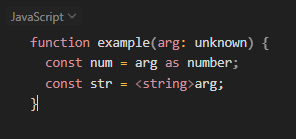 JavaScript
function example(arg: unknown) {
  const num = arg as number;
  const str = <string>arg;
}